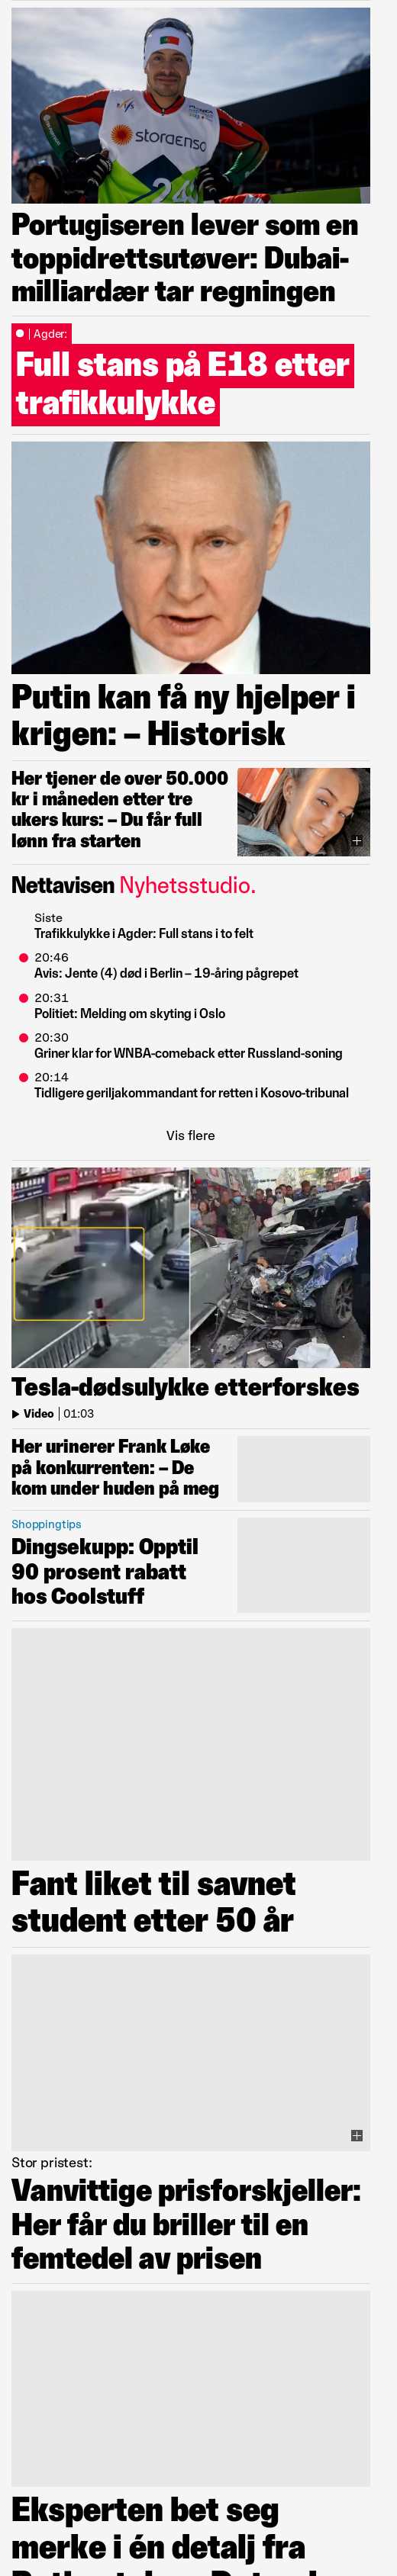 storaenso
24
Portugiseren lever som en
toppidrettsutøver: Dubai-
milliardær tar regningen
Agder:
Full stans på E18 etter
trafikkulykke
Putin kan få ny hjelper i
krigen: – Historisk
Her tjener de over 50.000
kr i måneden etter tre
ukers kurs: – Du får full
lønn fra starten
Nettavisen Nyhetsstudio.
Siste
Trafikkulykke i Agder: Full stans i to felt
20:46
Avis: Jente (4) død i Berlin – 19-åring pågrepet
20:31
Politiet: Melding om skyting i Oslo
20:30
Griner klar for WNBA-comeback etter Russland-soning
20:14
Tidligere geriljakommandant for retten i Kosovo-tribunal
Vis flere
Tesla-dødsulykke etterforskes
Video | 01:03
Her urinerer Frank Løke
på konkurrenten: – De
kom under huden på meg
Shoppingtips
Dingsekupp: Opptil
90 prosent rabatt
hos Coolstuff
Fant liket til savnet
student etter 50 år
Stor pristest:
Vanvittige prisforskjeller:
Her får du briller til en
femtedel av prisen
Eksperten bet seg
merke i én detalj fra